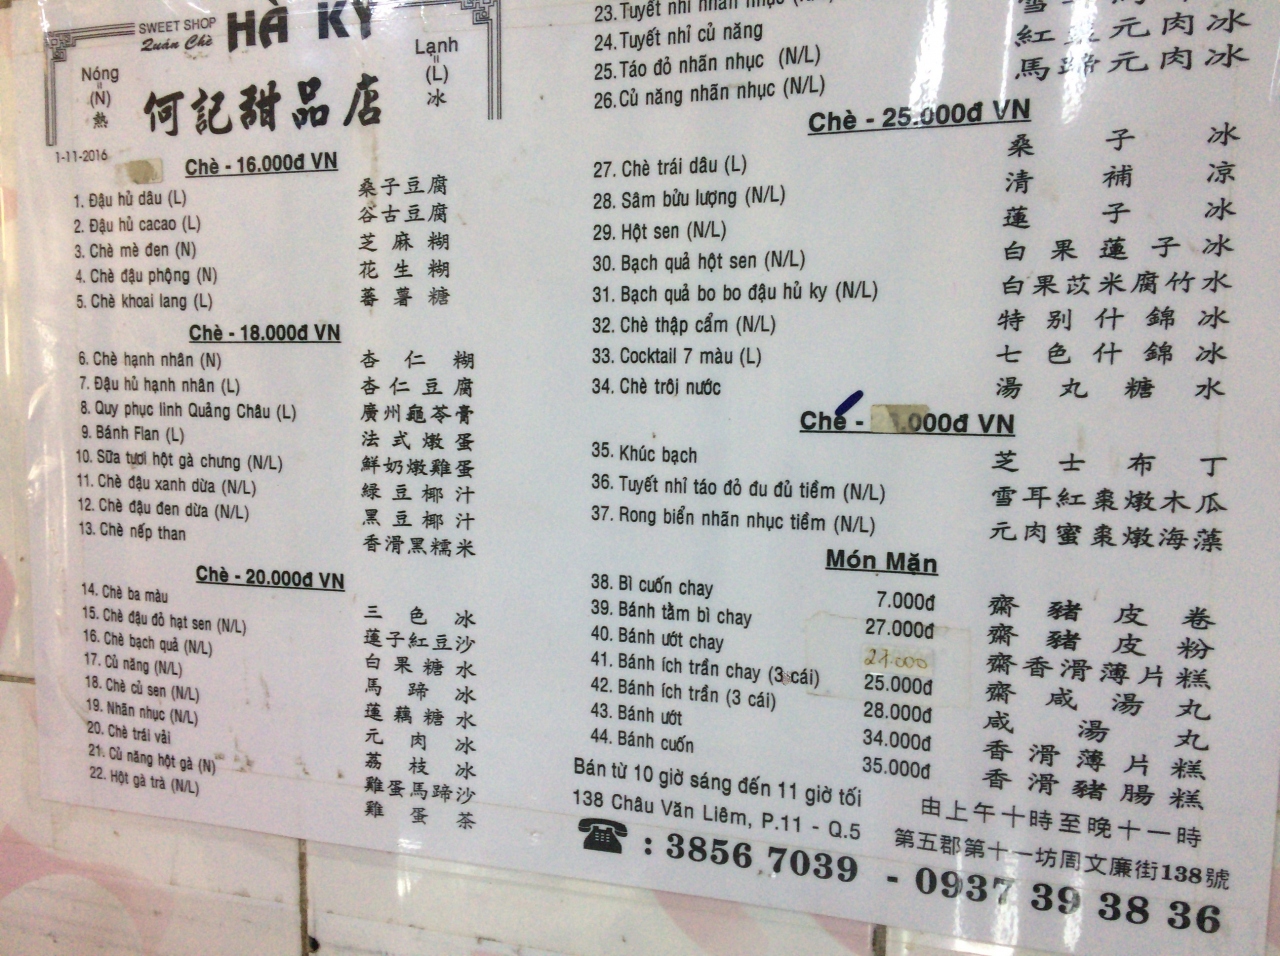 SWEET SHOP
Quán Chè
HÀ KÝ
Nóng
=
(N)
熱
Lạnh
=
(L)
冰
何記甜品店
1-11-2016
Chè - 16.000đ VN
1. Đậu hủ dâu (L) 桑子豆腐
2. Đậu hủ cacao (L) 谷古豆腐
3. Chè mè đen (N) 芝麻糊
4. Chè đậu phộng (N) 花生糊
5. Chè khoai lang (L) 蕃薯糖
Chè - 18.000đ VN
6. Chè hạnh nhân (N) 杏仁糊
7. Đậu hủ hạnh nhân (L) 杏仁豆腐
8. Quy phục linh Quảng Châu (L) 廣州龜苓膏
9. Bánh Flan (L) 法式燉蛋
10. Sữa tươi hột gà chưng (N/L) 鮮奶燉雞蛋
11. Chè đậu xanh dừa (N/L) 綠豆椰汁
12. Chè đậu đen dừa (N/L) 黑豆椰汁
13. Chè nếp than 香滑黑糯米
Chè - 20.000đ VN
14. Chè ba màu 三色冰
15. Chè đậu đỏ hạt sen (N/L) 蓮子紅豆沙
16. Chè bạch quả (N/L) 白果糖水
17. Củ năng (N/L) 馬蹄冰
18. Chè củ sen (N/L) 蓮藕糖水
19. Nhãn nhục (N/L) 元肉冰
20. Chè trái vải 荔枝冰
21. Củ năng hột gà (N) 雞蛋馬蹄沙
22. Hột gà trà (N/L) 雞蛋茶
23. Tuyết nhĩ nhãn nhục (N/L)
24. Tuyết nhĩ củ năng 雪
25. Táo đỏ nhãn nhục (N/L) 紅棗元肉冰
26. Củ năng nhãn nhục (N/L) 馬蹄元肉冰
Chè - 25.000đ VN
27. Chè trái dâu (L) 桑子冰
28. Sâm bửu lượng (N/L) 清補凉
29. Hột sen (N/L) 蓮子冰
30. Bạch quả hột sen (N/L) 白果蓮子冰
31. Bạch quả bo bo đậu hủ ky (N/L) 白果苡米腐竹水
32. Chè thập cẩm (N/L) 特别什錦冰
33. Cocktail 7 màu (L) 七色什錦冰
34. Chè trôi nước 湯丸糖水
Chè - .000đ VN
35. Khúc bạch 芝士布丁
36. Tuyết nhĩ táo đỏ đu đủ tiềm (N/L) 雪耳紅棗燉木瓜
37. Rong biển nhãn nhục tiềm (N/L) 元肉蜜棗燉海藻
Món Mặn
38. Bì cuốn chay 7.000đ 齋豬皮卷
39. Bánh tằm bì chay 27.000đ 齋豬皮粉
40. Bánh ướt chay 27.000 齋香滑薄片糕
41. Bánh ích trần chay (3 cái) 25.000đ 齋咸湯丸
42. Bánh ích trần (3 cái) 28.000đ 咸湯丸
43. Bánh ướt 34.000đ 香滑薄片糕
44. Bánh cuốn 35.000đ 香滑豬腸糕
Bán từ 10 giờ sáng đến 11 giờ tối 由上午十時至晚十一時
138 Châu Văn Liêm, P.11 - Q.5 第五郡第十一坊周文廉街138號
☎ : 3856 7039 - 0937 39 38 36